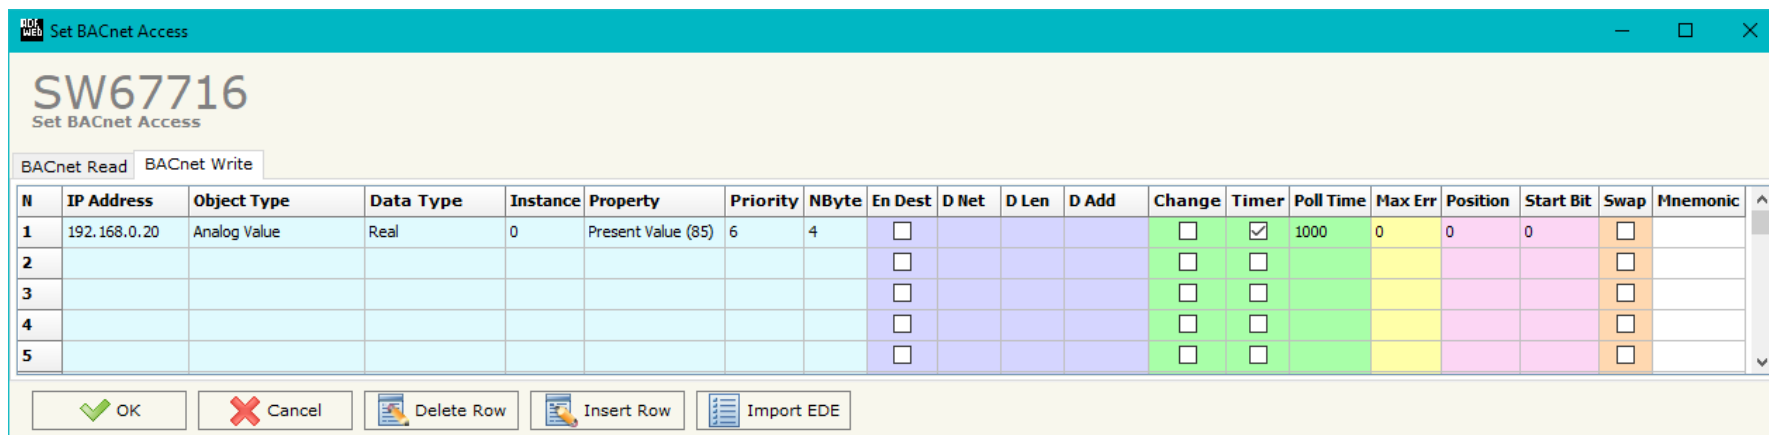 ADF WEB Set BACnet Access
SW67716
Set BACnet Access
BACnet Read BACnet Write
N IP Address Object Type Data Type Instance Property Priority NByte En Dest D Net D Len D Add Change Timer Poll Time Max Err Position Start Bit Swap Mnemonic
1 192.168.0.20 Analog Value Real 0 Present Value (85) 6 4 1000 0 0 0
2
3
4
5
OK Cancel Delete Row Insert Row Import EDE